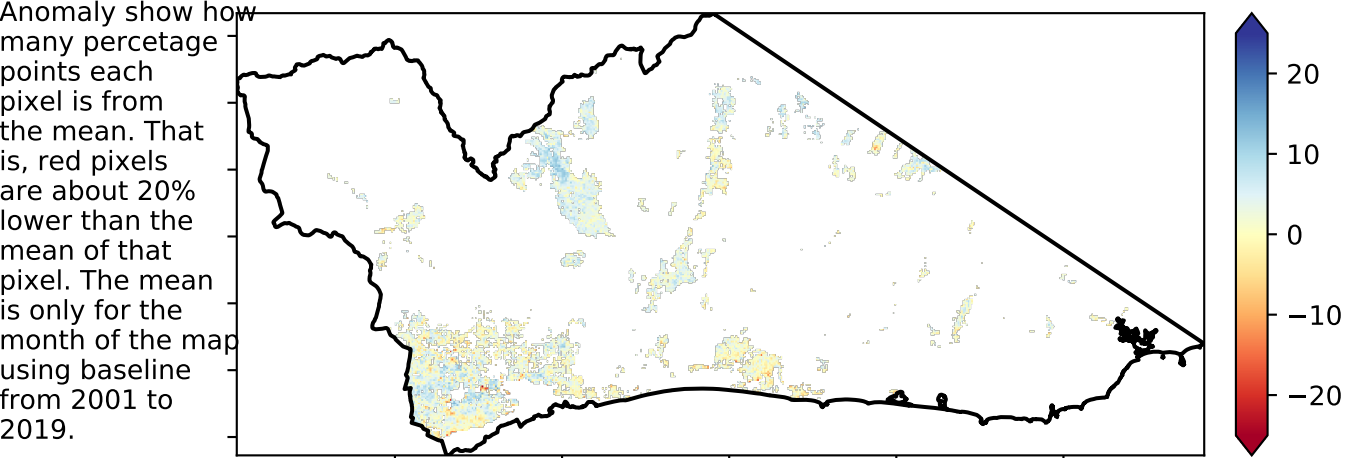 Anomaly show how
many percetage
points each
pixel is from
the mean. That
is, red pixels
are about 20%
lower than the
mean of that
pixel. The mean
is only for the
month of the map
using baseline
from 2001 to
2019.
20
10
0
−10
−20